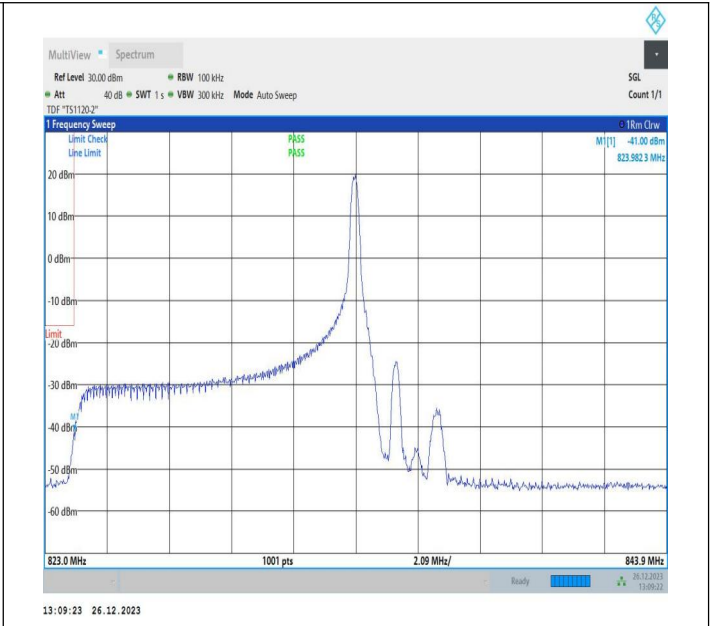 MultiView Spectrum
Ref Level 30.00 dBm RBW 100 kHz SGL
Att 40 dB SWT 1 s VBW 300 kHz Mode Auto Sweep Count 1/1
TDF "TS1120-2"
1 Frequency Sweep 1Rm Clrw
Limit Check PASS M1[1] -41.00 dBm
Line Limit PASS 823.982 3 MHz
20 dBm
10 dBm
0 dBm
-10 dBm
Limit
-20 dBm
-30 dBm
M1
-40 dBm
-50 dBm
-60 dBm
823.0 MHz 1001 pts 2.09 MHz/ 843.9 MHz
Ready 26.12.2023
13:09:22
13:09:23 26.12.2023